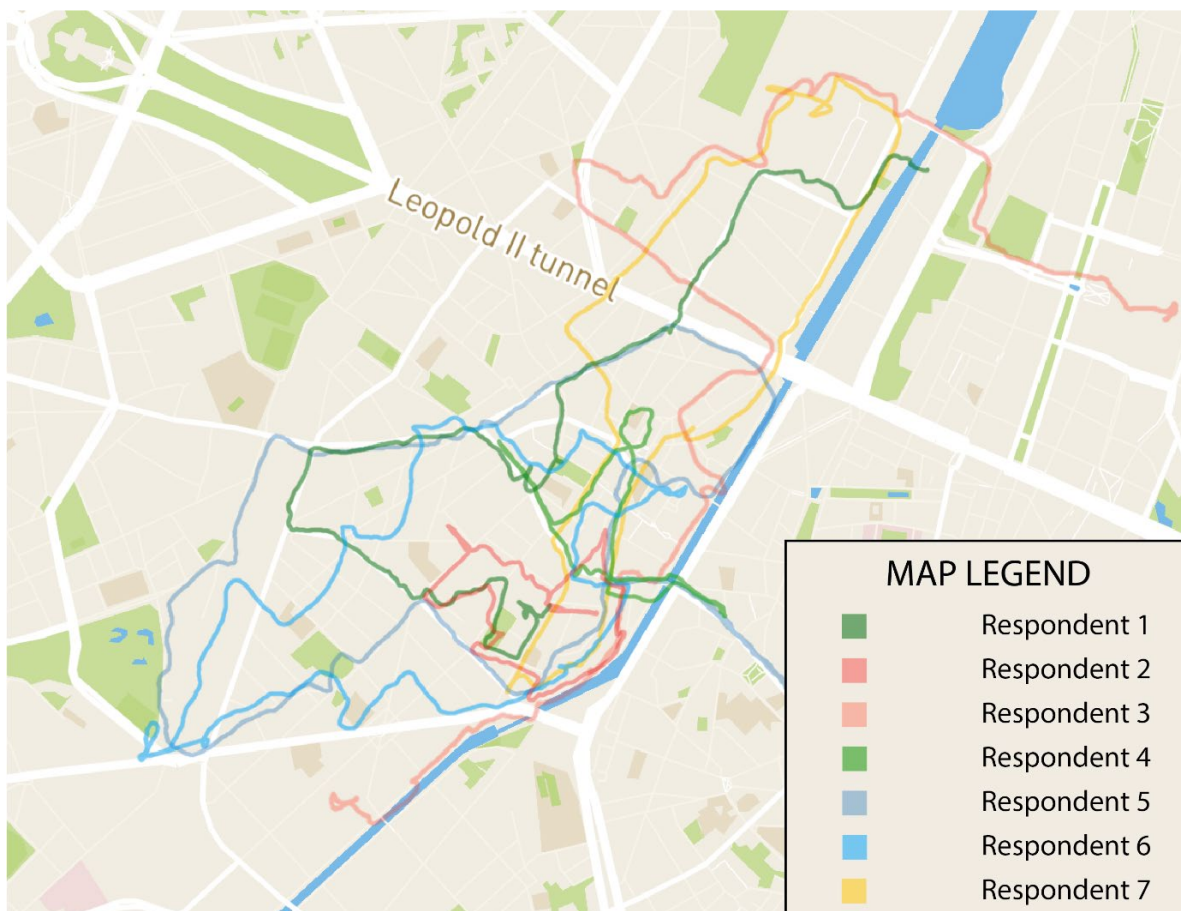 Leopold II tunnel
MAP LEGEND
Respondent 1
Respondent 2
Respondent 3
Respondent 4
Respondent 5
Respondent 6
Respondent 7